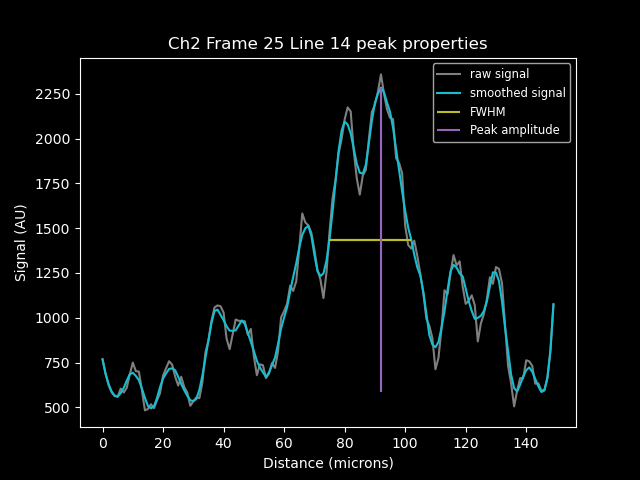 Ch2 Frame 25 Line 14 peak properties
raw signal
smoothed signal
FWHM
Peak amplitude
Signal (AU)
2250
2000
1750
1500
1250
1000
750
500
0 20 40 60 80 100 120 140
Distance (microns)